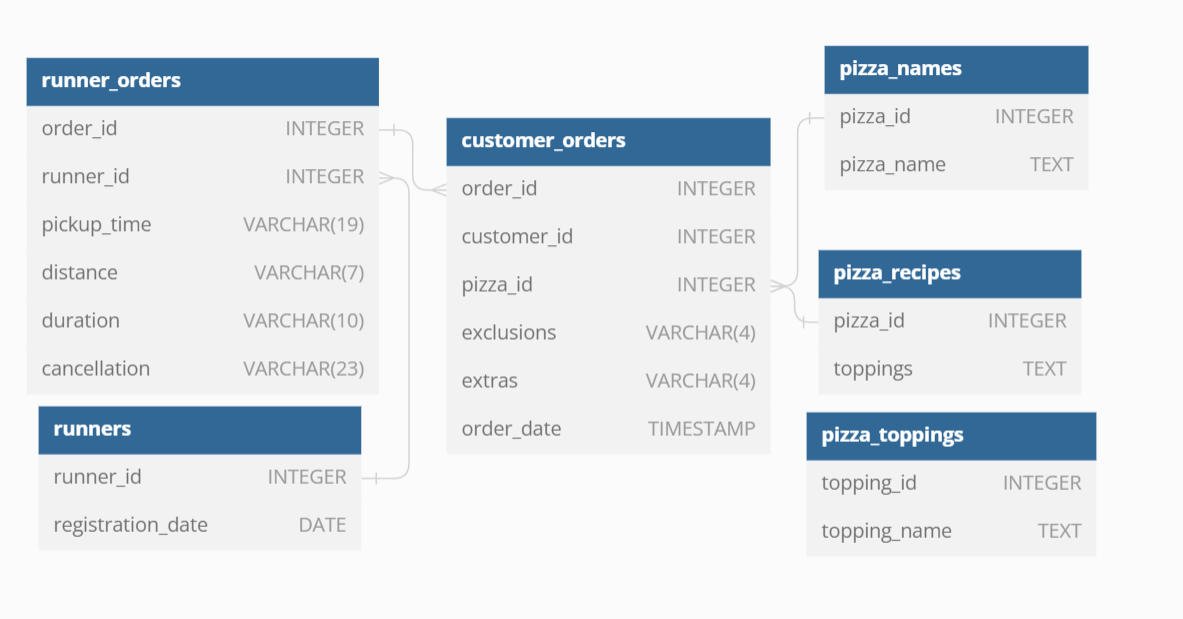 runner_orders
order_id INTEGER
runner_id INTEGER
pickup_time VARCHAR(19)
distance VARCHAR(7)
duration VARCHAR(10)
cancellation VARCHAR(23)
runners
runner_id INTEGER
registration_date DATE
customer_orders
order_id INTEGER
customer_id INTEGER
pizza_id INTEGER
exclusions VARCHAR(4)
extras VARCHAR(4)
order_date TIMESTAMP
pizza_names
pizza_id INTEGER
pizza_name TEXT
pizza_recipes
pizza_id INTEGER
toppings TEXT
pizza_toppings
topping_id INTEGER
topping_name TEXT